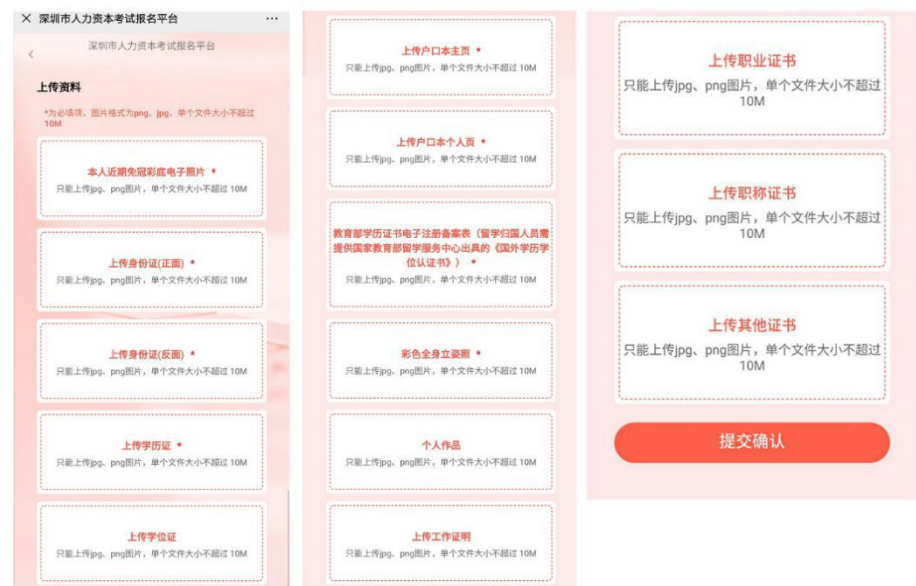 × 深圳市人力资本考试报名平台 ...
深圳市人力资本考试报名平台
上传资料
*为必填项，图片格式为png、jpg，单个文件大小不超过
10M
本人近期免冠彩底电子照片 *
只能上传jpg、png图片，单个文件大小不超过 10M
上传身份证(正面) *
只能上传jpg、png图片，单个文件大小不超过 10M
上传身份证(反面) *
只能上传jpg、png图片，单个文件大小不超过 10M
上传学历证 *
只能上传jpg、png图片，单个文件大小不超过 10M
上传学位证
只能上传jpg、png图片，单个文件大小不超过 10M
上传户口本主页 *
只能上传jpg、png图片，单个文件大小不超过 10M
上传户口本个人页 *
只能上传jpg、png图片，单个文件大小不超过 10M
教育部学历证书电子注册备案表（留学归国人员需
提供国家教育部留学服务中心出具的《国外学历学
位认证书》） *
只能上传jpg、png图片，单个文件大小不超过 10M
彩色全身立姿照 *
只能上传jpg、png图片，单个文件大小不超过 10M
个人作品
只能上传jpg、png图片，单个文件大小不超过 10M
上传工作证明
只能上传jpg、png图片，单个文件大小不超过 10M
上传职业证书
只能上传jpg、png图片，单个文件大小不超过
10M
上传职称证书
只能上传jpg、png图片，单个文件大小不超过
10M
上传其他证书
只能上传jpg、png图片，单个文件大小不超过
10M
提交确认